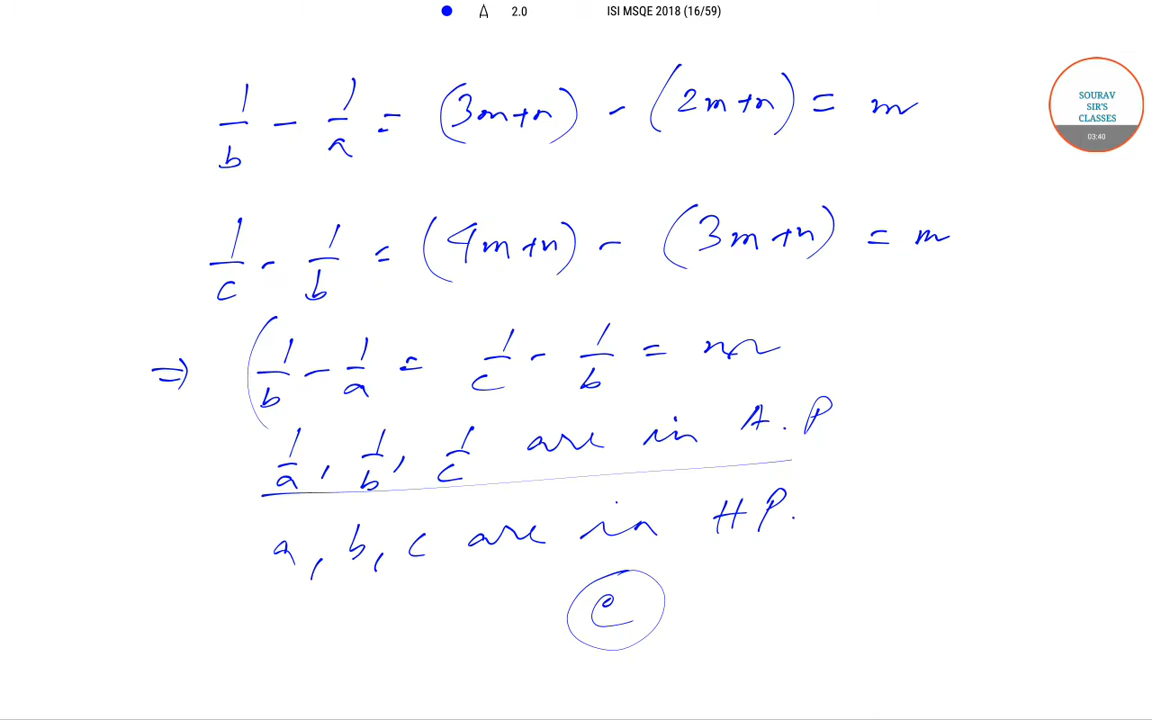 A 2.0 ISI MSQE 2018 (16/59)
SOURAV
SIR'S
CLASSES
03:40
1/b - 1/a = (3m+n) - (2m+n) = m
1/c - 1/b = (4m+n) - (3m+n) = m
⇒ (1/b - 1/a = 1/c - 1/b = m
1/a, 1/b, 1/c are in A.P
a, b, c are in HP.